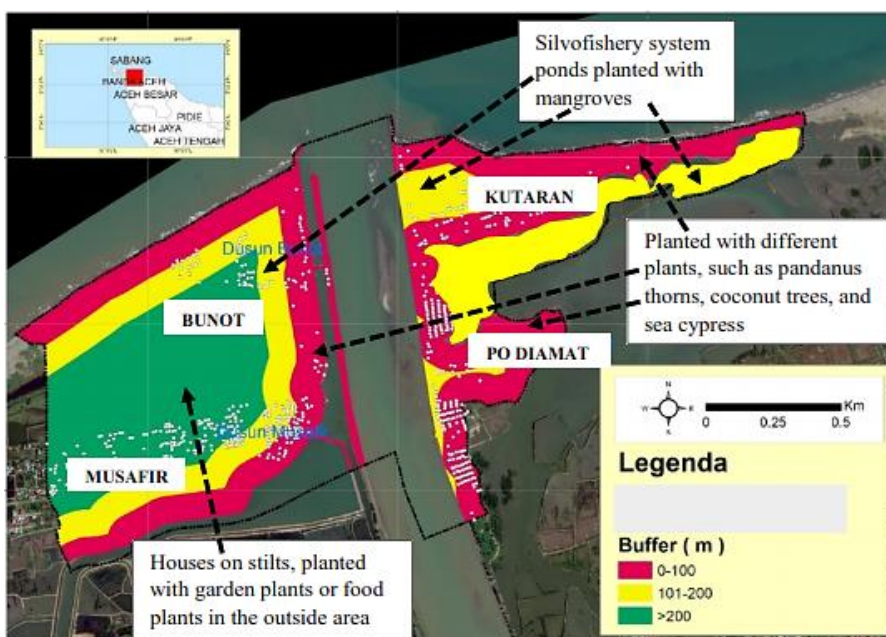 SABANG
BANDA ACEH
ACEH BESAR
PIDIE
ACEH JAYA
ACEH TENGAH
Silvofishery system
ponds planted with
mangroves
KUTARAN
Planted with different
plants, such as pandanus
thorns, coconut trees, and
sea cypress
BUNOT
PO DIAMAT
MUSAFIR
Houses on stilts, planted
with garden plants or food
plants in the outside area
N
W E
S
Km
0 0.25 0.5
Legenda
Buffer ( m )
0-100
101-200
>200
Dusun
Dusun